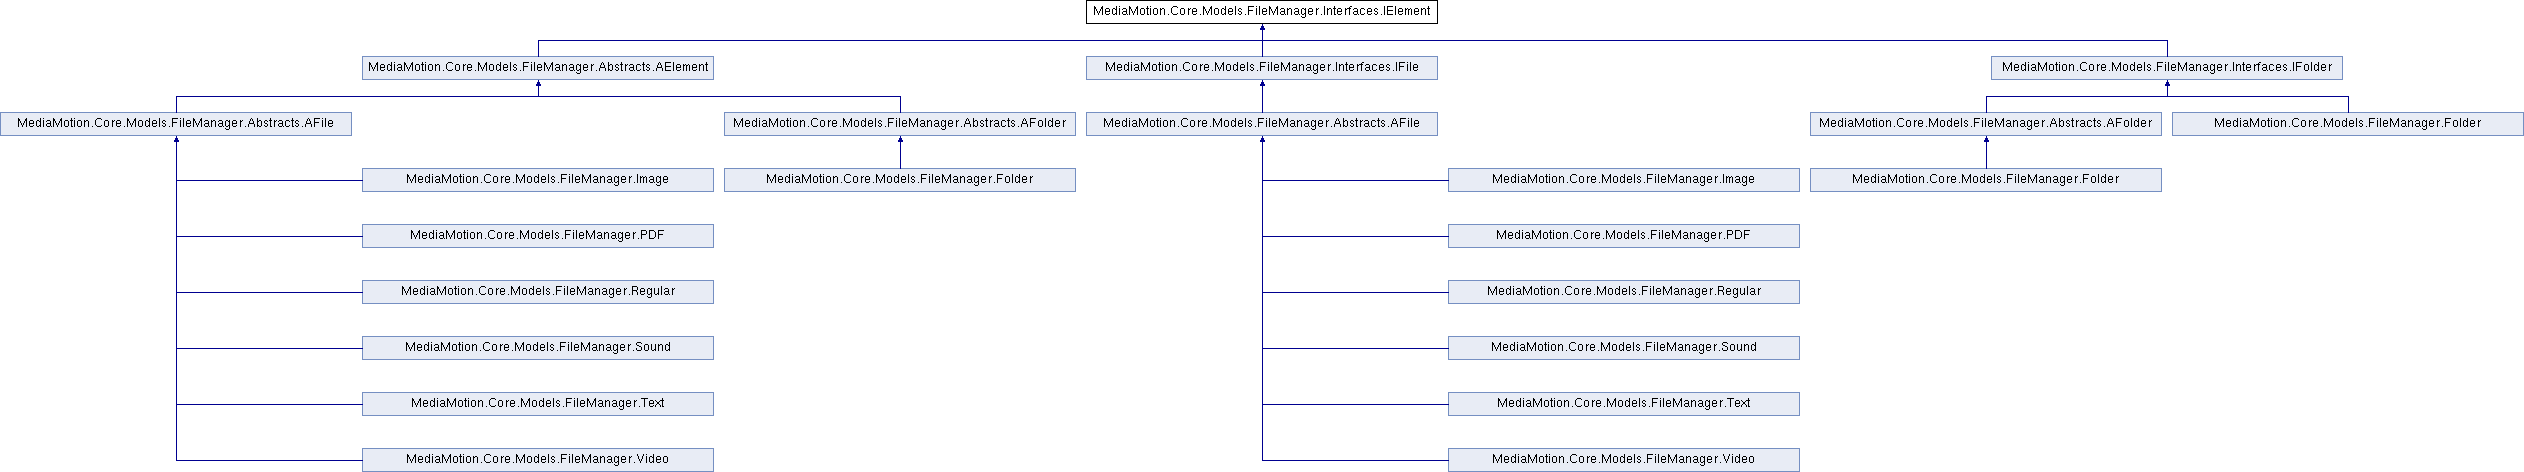 MediaMotion.Core.Models.FileManager.Interfaces.IElement
MediaMotion.Core.Models.FileManager.Abstracts.AElement
MediaMotion.Core.Models.FileManager.Interfaces.IFile
MediaMotion.Core.Models.FileManager.Interfaces.IFolder
MediaMotion.Core.Models.FileManager.Abstracts.AFile
MediaMotion.Core.Models.FileManager.Abstracts.AFolder
MediaMotion.Core.Models.FileManager.Abstracts.AFile
MediaMotion.Core.Models.FileManager.Abstracts.AFolder
MediaMotion.Core.Models.FileManager.Folder
MediaMotion.Core.Models.FileManager.Image
MediaMotion.Core.Models.FileManager.Folder
MediaMotion.Core.Models.FileManager.Image
MediaMotion.Core.Models.FileManager.Folder
MediaMotion.Core.Models.FileManager.PDF
MediaMotion.Core.Models.FileManager.PDF
MediaMotion.Core.Models.FileManager.Regular
MediaMotion.Core.Models.FileManager.Regular
MediaMotion.Core.Models.FileManager.Sound
MediaMotion.Core.Models.FileManager.Sound
MediaMotion.Core.Models.FileManager.Text
MediaMotion.Core.Models.FileManager.Text
MediaMotion.Core.Models.FileManager.Video
MediaMotion.Core.Models.FileManager.Video